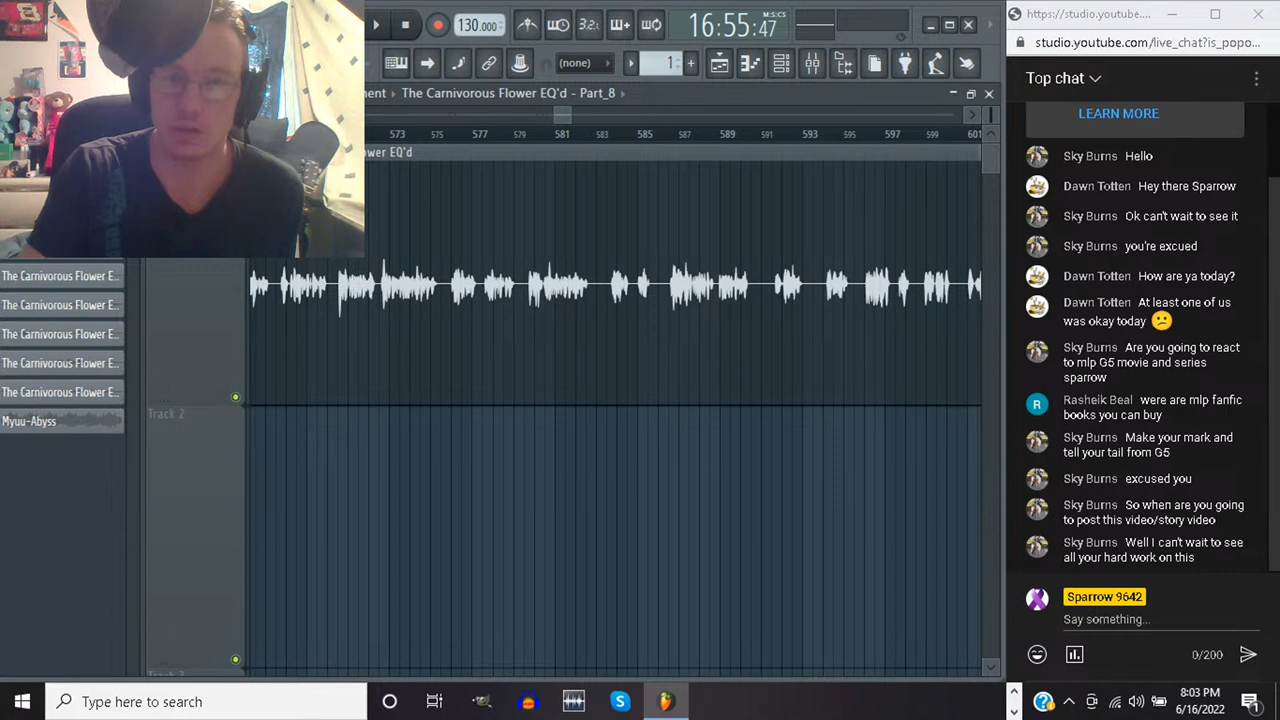 130.000
3.2.
16:55:47
M:S:CS
(none)
1
ment
The Carnivorous Flower EQ'd - Part_8
573 575 577 579 581 583 585 587 589 591 593 595 597 599 601
ower EQ'd
The Carnivorous Flower E..
The Carnivorous Flower E..
The Carnivorous Flower E..
The Carnivorous Flower E..
The Carnivorous Flower E..
Myuu-Abyss
Track 2
Track 3
https://studio.youtube....
studio.youtube.com/live_chat?is_popo...
Top chat
LEARN MORE
Sky Burns Hello
Dawn Totten Hey there Sparrow
Sky Burns Ok can't wait to see it
Sky Burns you're excued
Dawn Totten How are ya today?
Dawn Totten At least one of us
was okay today 😕
Sky Burns Are you going to react
to mlp G5 movie and series
sparrow
R
Rasheik Beal were are mlp fanfic
books you can buy
Sky Burns Make your mark and
tell your tail from G5
Sky Burns excused you
Sky Burns So when are you going
to post this video/story video
Sky Burns Well I can't wait to see
all your hard work on this
Sparrow 9642
Say something...
0/200
Type here to search
8:03 PM
6/16/2022
1